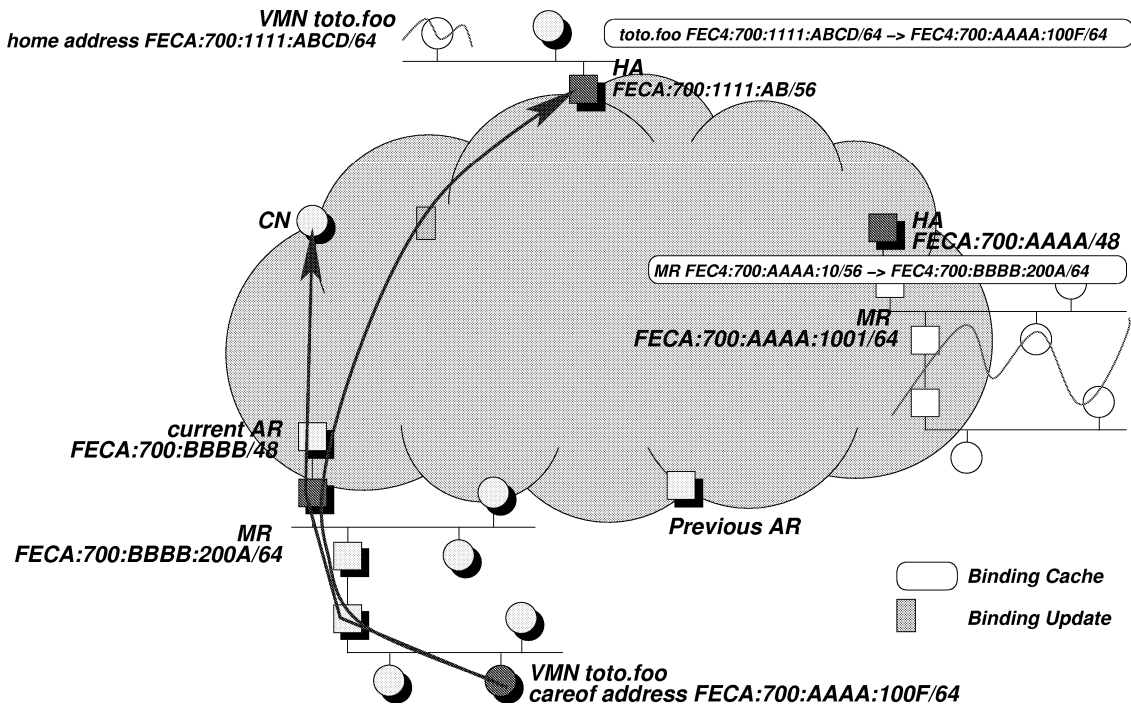 VMN toto.foo
home address FECA:700:1111:ABCD/64
toto.foo FEC4:700:1111:ABCD/64 –> FEC4:700:AAAA:100F/64
HA
FECA:700:1111:AB/56
CN
HA
FECA:700:AAAA/48
MR FEC4:700:AAAA:10/56 –> FEC4:700:BBBB:200A/64
MR
FECA:700:AAAA:1001/64
current AR
FECA:700:BBBB/48
Previous AR
MR
FECA:700:BBBB:200A/64
Binding Cache
Binding Update
VMN toto.foo
careof address FECA:700:AAAA:100F/64